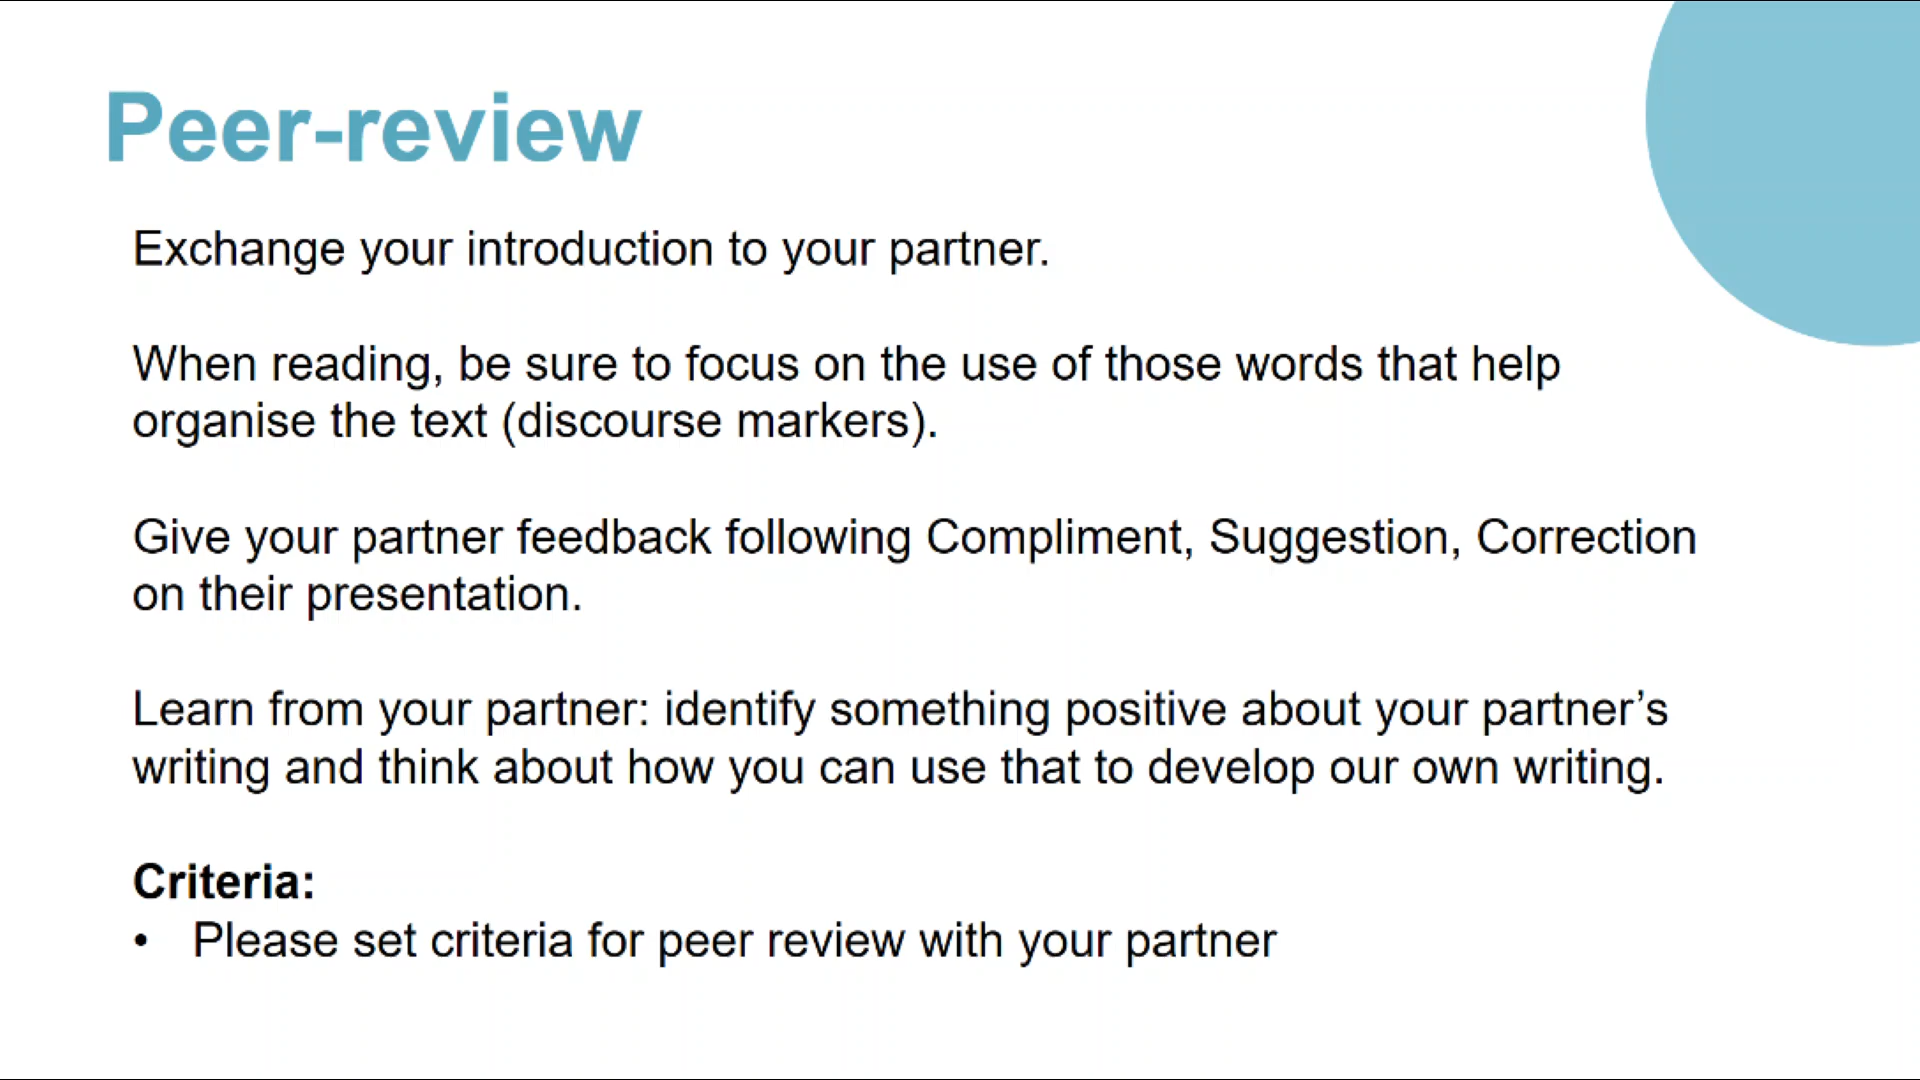 Peer-review
Exchange your introduction to your partner.
When reading, be sure to focus on the use of those words that help
organise the text (discourse markers).
Give your partner feedback following Compliment, Suggestion, Correction
on their presentation.
Learn from your partner: identify something positive about your partner’s
writing and think about how you can use that to develop our own writing.
Criteria:
• Please set criteria for peer review with your partner